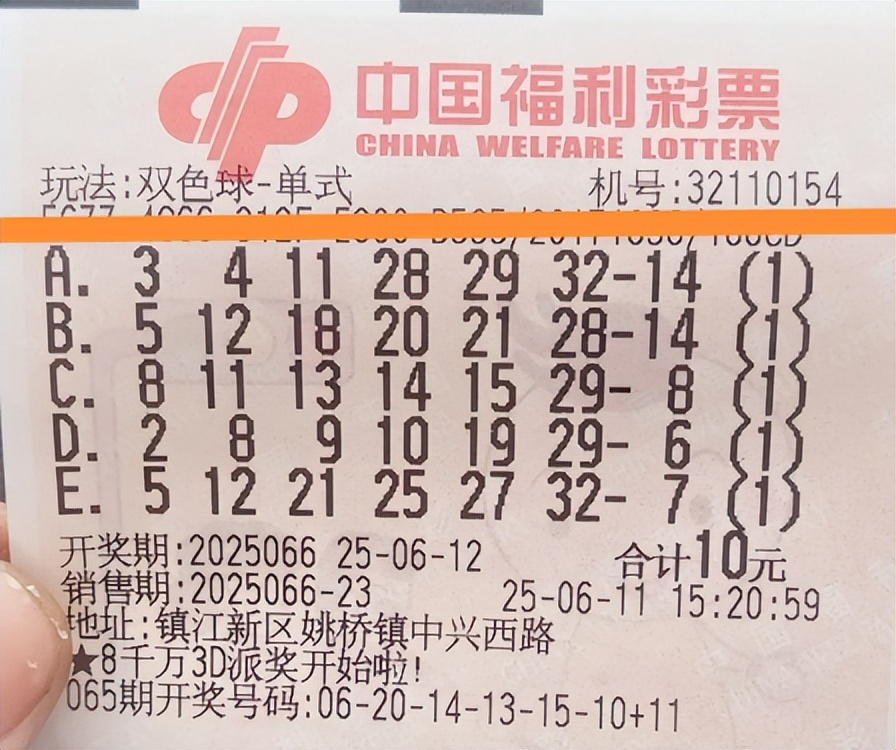 中国福利彩票
CHINA WELFARE LOTTERY
玩法:双色球-单式 机号:32110154
A. 3 4 11 28 29 32-14 (1)
B. 5 12 18 20 21 28-14 (1)
C. 8 11 13 14 15 29- 8 (1)
D. 2 8 9 10 19 29- 6 (1)
E. 5 12 21 25 27 32- 7 (1)
开奖期:2025066 25-06-12 合计10元
销售期:2025066-23 25-06-11 15:20:59
地址:镇江新区姚桥镇中兴西路
★8千万3D派奖开始啦!
065期开奖号码:06-20-14-13-15-10+11